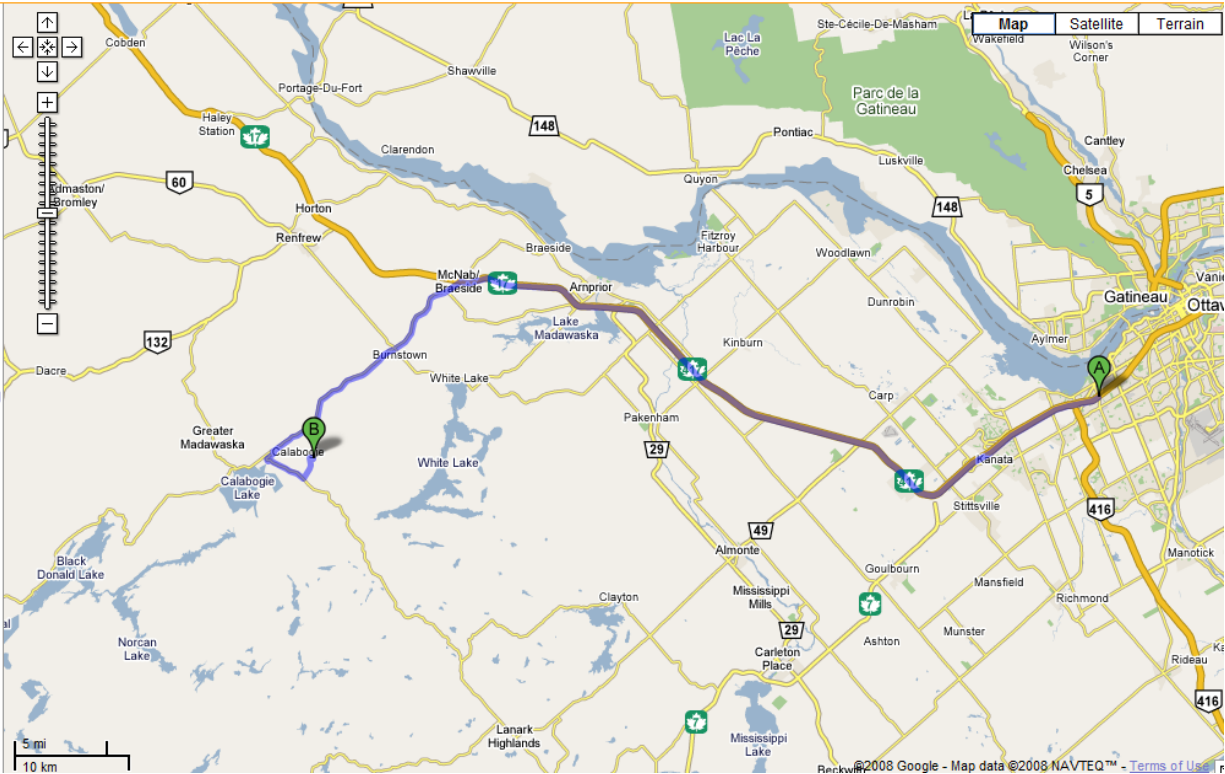 Cobden
Ste-Cécile-De-Masham
Map
Satellite
Terrain
Wakefield
Lac La
Pêche
Wilson's
Corner
Shawville
Portage-Du-Fort
Parc de la
Gatineau
Haley
Station
17
148
Pontiac
Cantley
Clarendon
Luskville
Chelsea
60
Quyon
5
Bromley
Horton
148
Renfrew
Fitzroy
Harbour
Braeside
Woodlawn
McNab/
Braeside
17
Arnprior
Gatineau
Dunrobin
Lake
Madawaska
132
Kinburn
Aylmer
Burnstown
A
Dacre
White Lake
Carp
Pakenham
Greater
Madawaska
B
Calabogie
29
White Lake
Kanata
Calabogie
Lake
Stittsville
416
49
Almonte
Manotick
Black
Donald Lake
Goulbourn
Mansfield
Mississippi
Mills
Clayton
7
Richmond
29
Munster
Norcan
Lake
Ashton
Carleton
Place
Rideau
416
Lanark
Highlands
7
Mississippi
Lake
5 mi
10 km
©2008 Google - Map data ©2008 NAVTEQ™ - Terms of Use